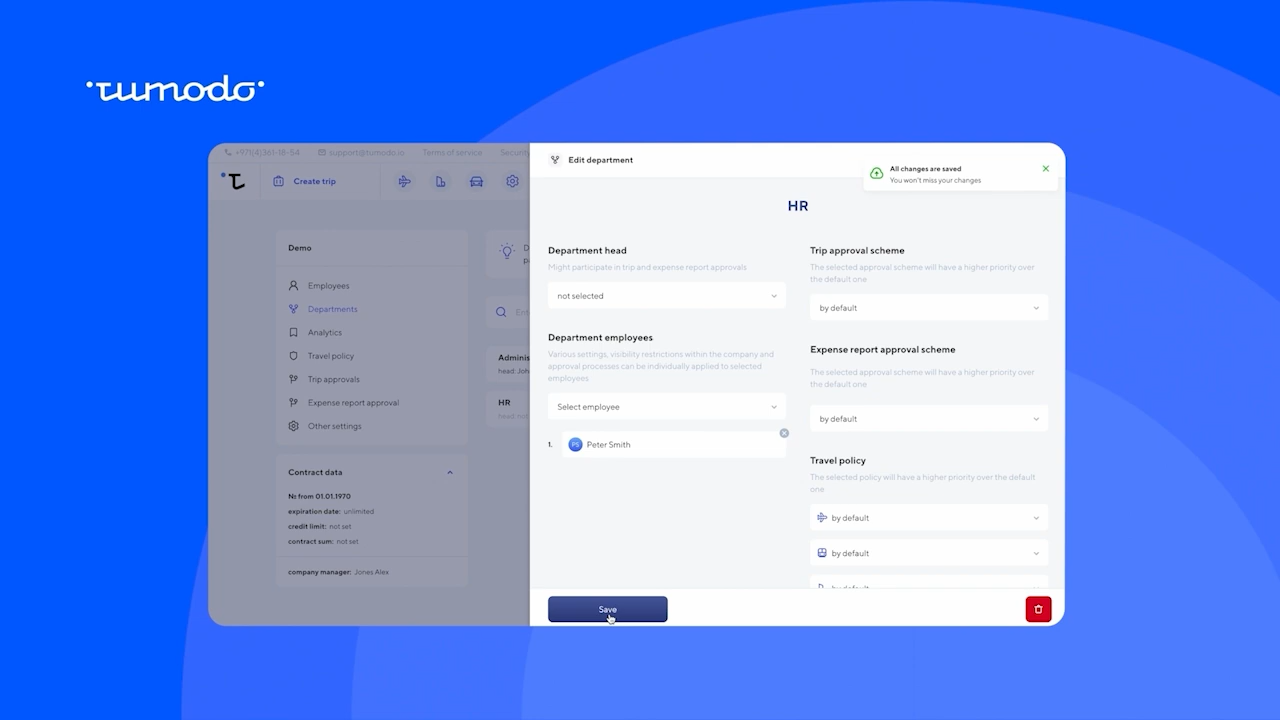 tumodo
+971(4)361-18-54
support@tumodo.io
Terms of service
Security
Create trip
Demo
Employees
Departments
Analytics
Travel policy
Trip approvals
Expense report approval
Other settings
Contract data
№ from 01.01.1970
expiration date: unlimited
credit limit: not set
contract sum: not set
company manager: Jones Alex
HR
Edit department
All changes are saved
You won't miss your changes
HR
Department head
Might participate in trip and expense report approvals
not selected
Department employees
Various settings, visibility restrictions within the company and
approval processes can be individually applied to selected
employees
Select employee
1.
PS
Peter Smith
Trip approval scheme
The selected approval scheme will have a higher priority over
the default one
by default
Expense report approval scheme
The selected approval scheme will have a higher priority over
the default one
by default
Travel policy
The selected policy will have a higher priority over the default
one
by default
by default
by default
Save